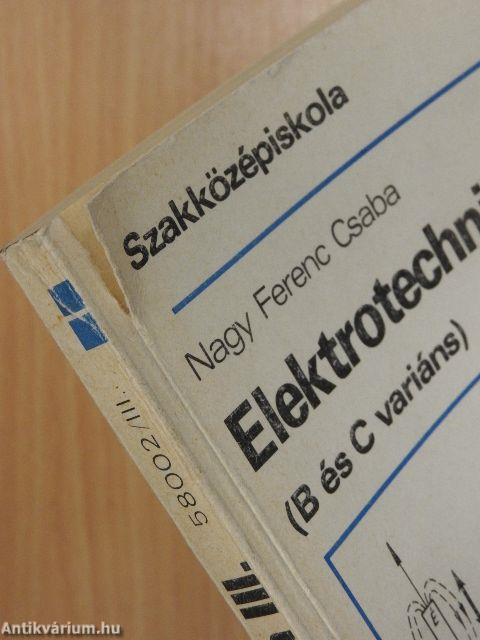 Szakközépiskola
Nagy Ferenc Csaba
Elektrotechni
(B és C variáns)
58002/III.
III.
E
Antikvárium.hu